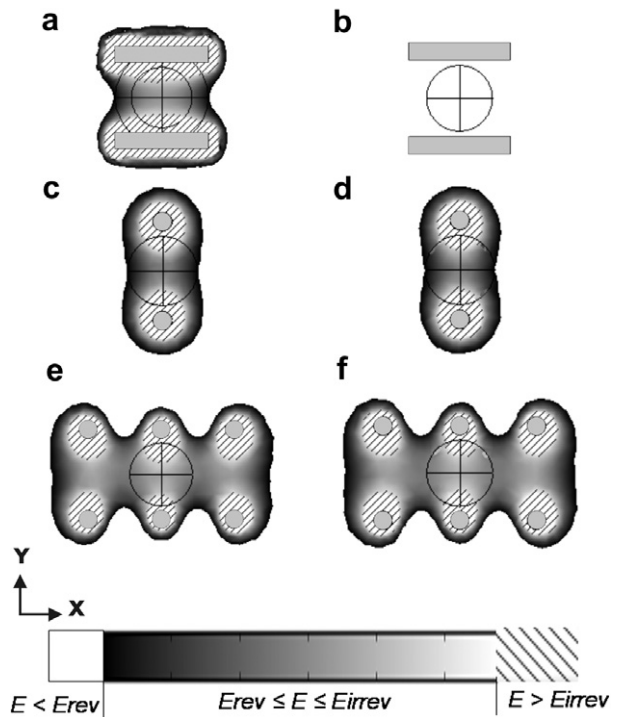 a b
c d
e f
Y
X
E < Erev Erev ≤ E ≤ Eirrev E > Eirrev